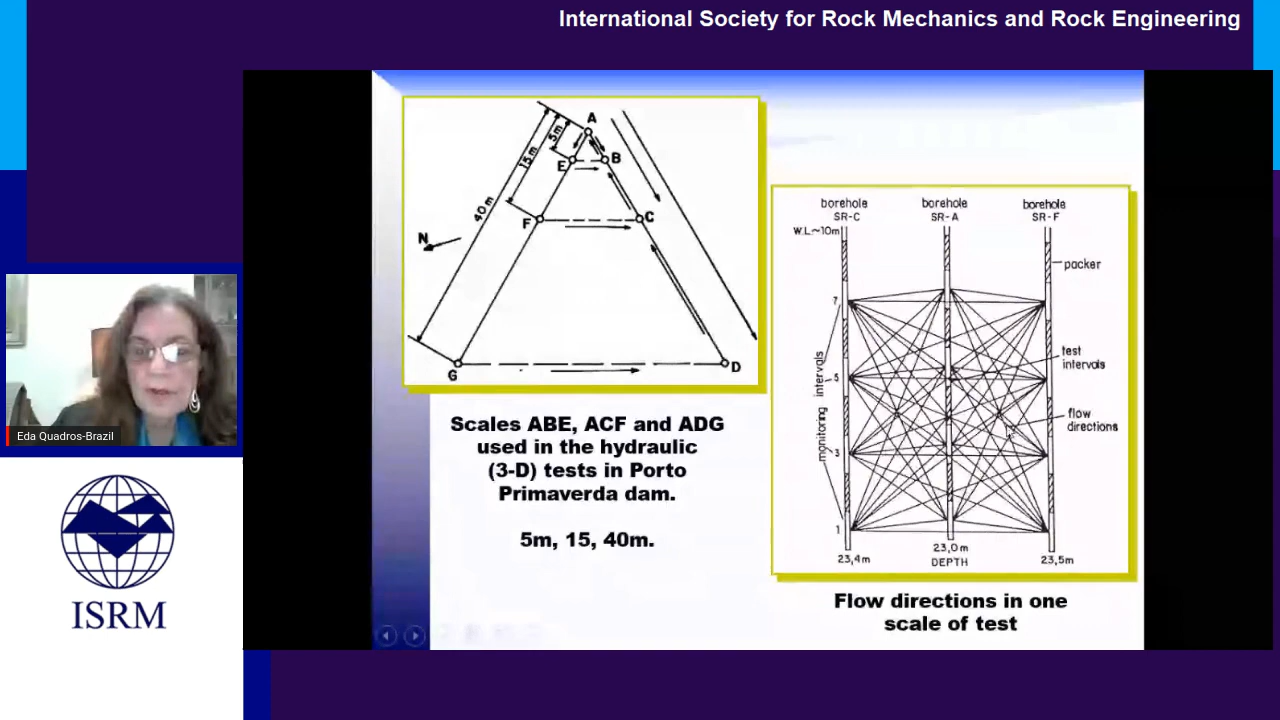 International Society for Rock Mechanics and Rock Engineering
A
5m
15m
40m
E
B
F
C
N
G
D
Scales ABE, ACF and ADG
used in the hydraulic
(3-D) tests in Porto
Primaverda dam.
5m, 15, 40m.
borehole
SR-C
borehole
SR-A
borehole
SR-F
W.L~10m
packer
7
test
intervals
5
monitoring intervals
flow
directions
3
1
23,4m
23,0m
DEPTH
23,5m
Flow directions in one
scale of test
Eda Quadros-Brazil
ISRM